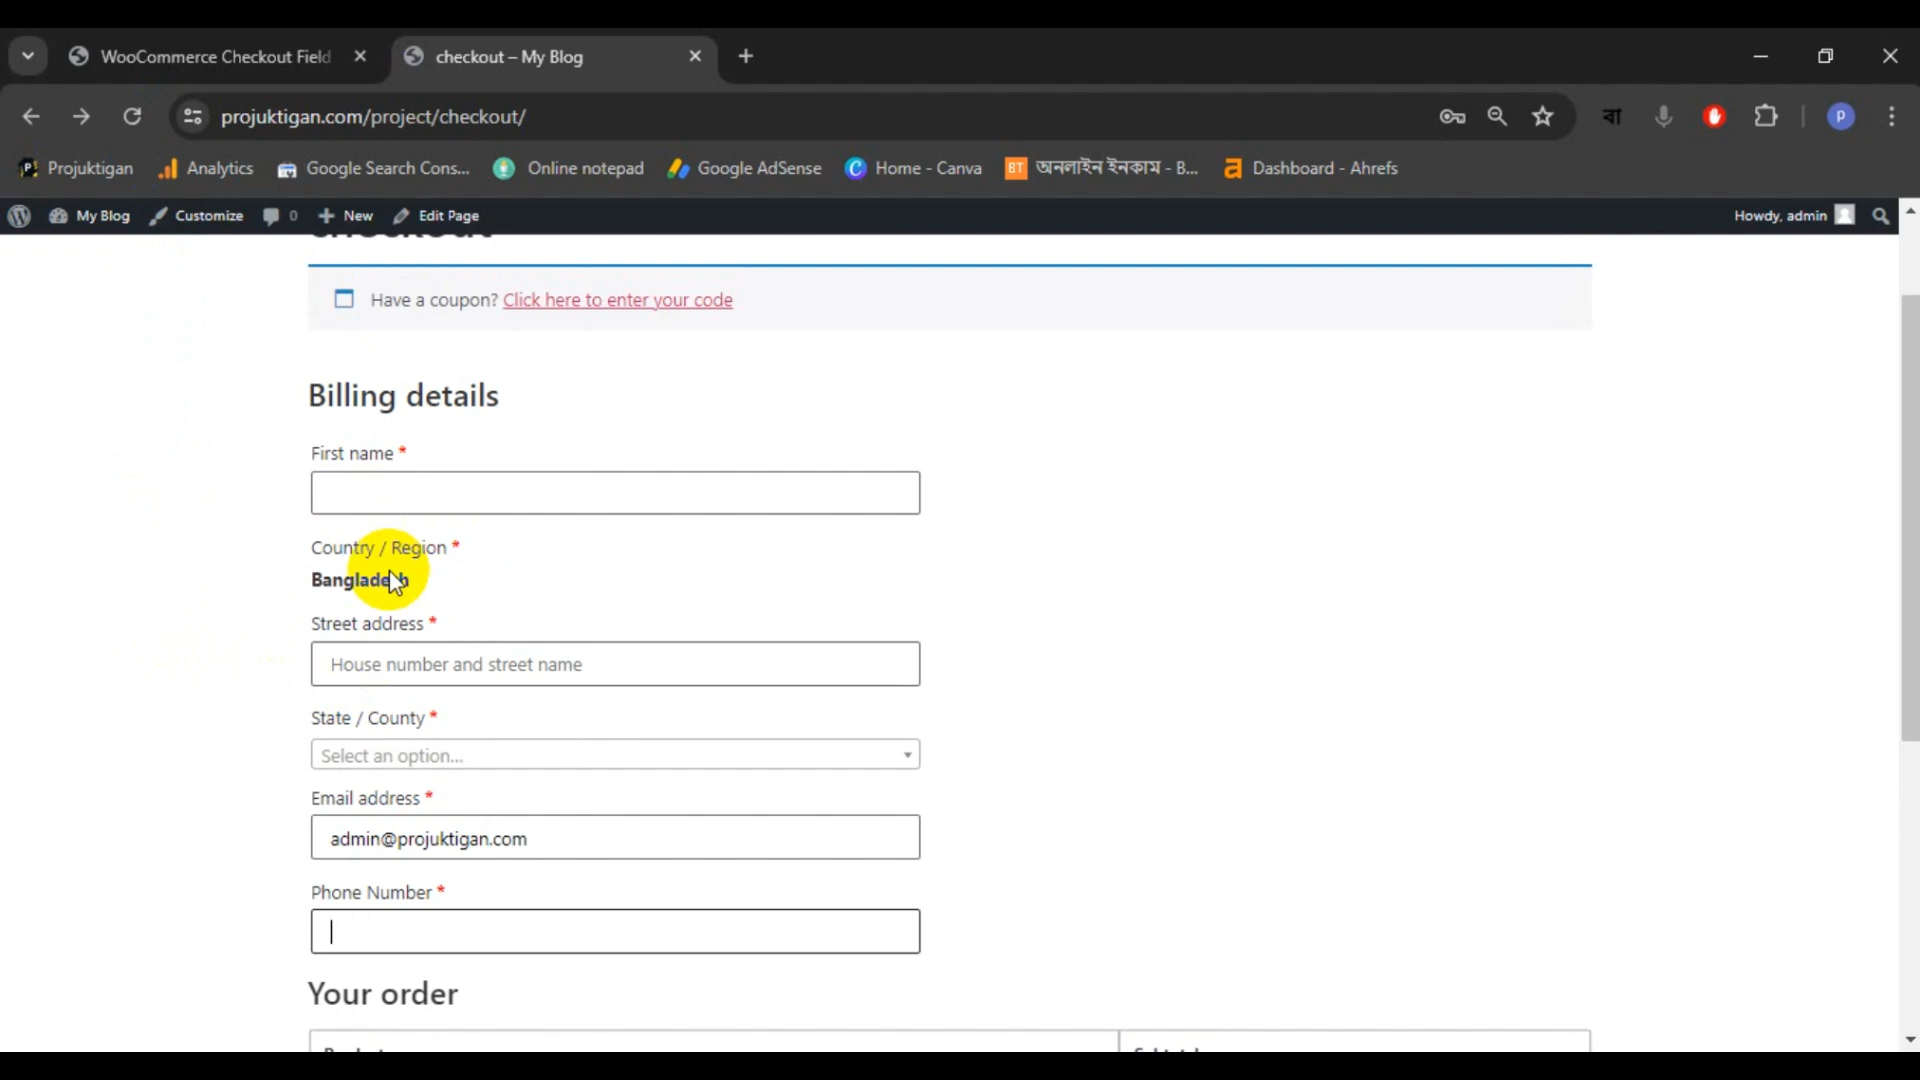 WooCommerce Checkout Field
checkout – My Blog
projuktigan.com/project/checkout/
বা
P
Projuktigan
Analytics
Google Search Cons...
Online notepad
Google AdSense
Home - Canva
BT
অনলাইন ইনকাম - B...
Dashboard - Ahrefs
My Blog
Customize
0
New
Edit Page
Howdy, admin
checkout
Have a coupon? Click here to enter your code
Billing details
First name *
Country / Region *
Bangladesh
Street address *
House number and street name
State / County *
Select an option...
Email address *
admin@projuktigan.com
Phone Number *
Your order